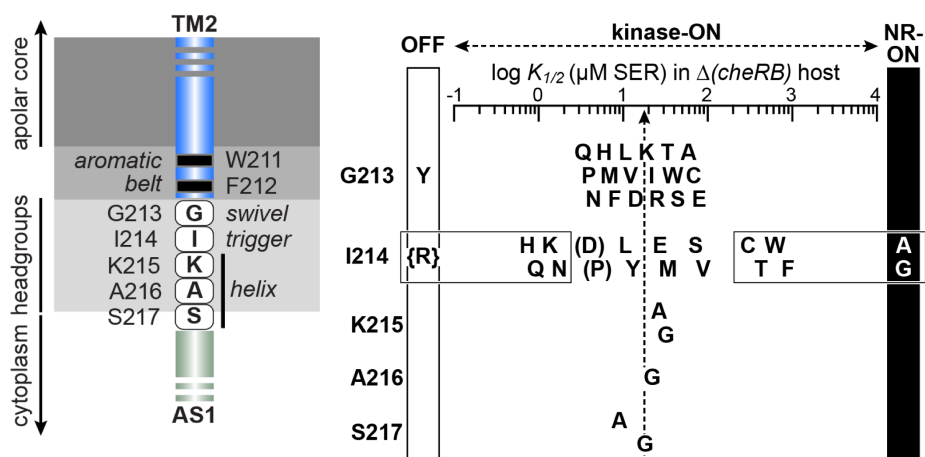 TM2
apolar core
aromatic belt
W211
F212
headgroups
G213 G swivel
I214 I trigger
K215 K
A216 A helix
S217 S
cytoplasm
AS1
OFF
kinase-ON
NR-ON
log K1/2 (µM SER) in Δ(cheRB) host
-1 0 1 2 3 4
G213 Y
Q H L K T A
P M V I W C
N F D R S E
I214 {R} H K (D) L E S C W A
Q N (P) Y M V T F G
K215
A
G
A216 G
S217
A
G